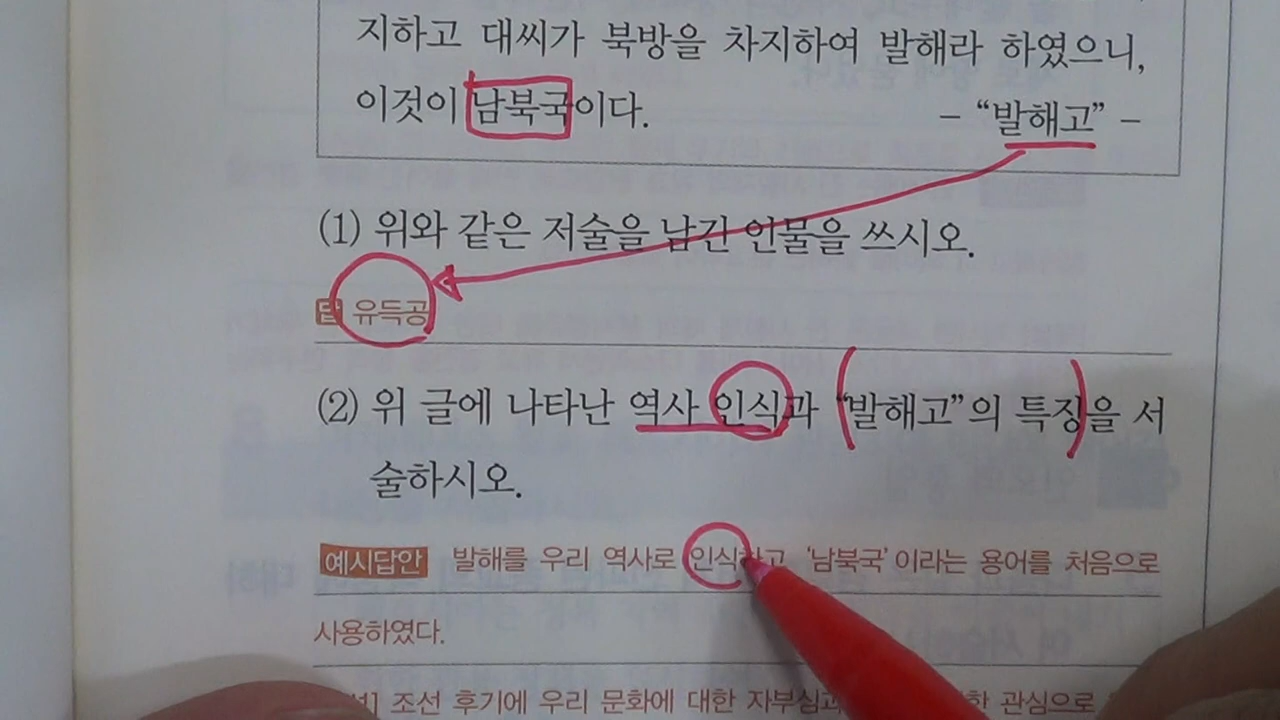 지하고 대씨가 북방을 차지하여 발해라 하였으니,
이것이 남북국이다. – “발해고” –
(1) 위와 같은 저술을 남긴 인물을 쓰시오.
답 유득공
(2) 위 글에 나타난 역사 인식과 “발해고”의 특징을 서
술하시오.
예시답안 발해를 우리 역사로 인식하고 ‘남북국’이라는 용어를 처음으로
사용하였다.
조선 후기에 우리 문화에 대한 자부심과 관심으로